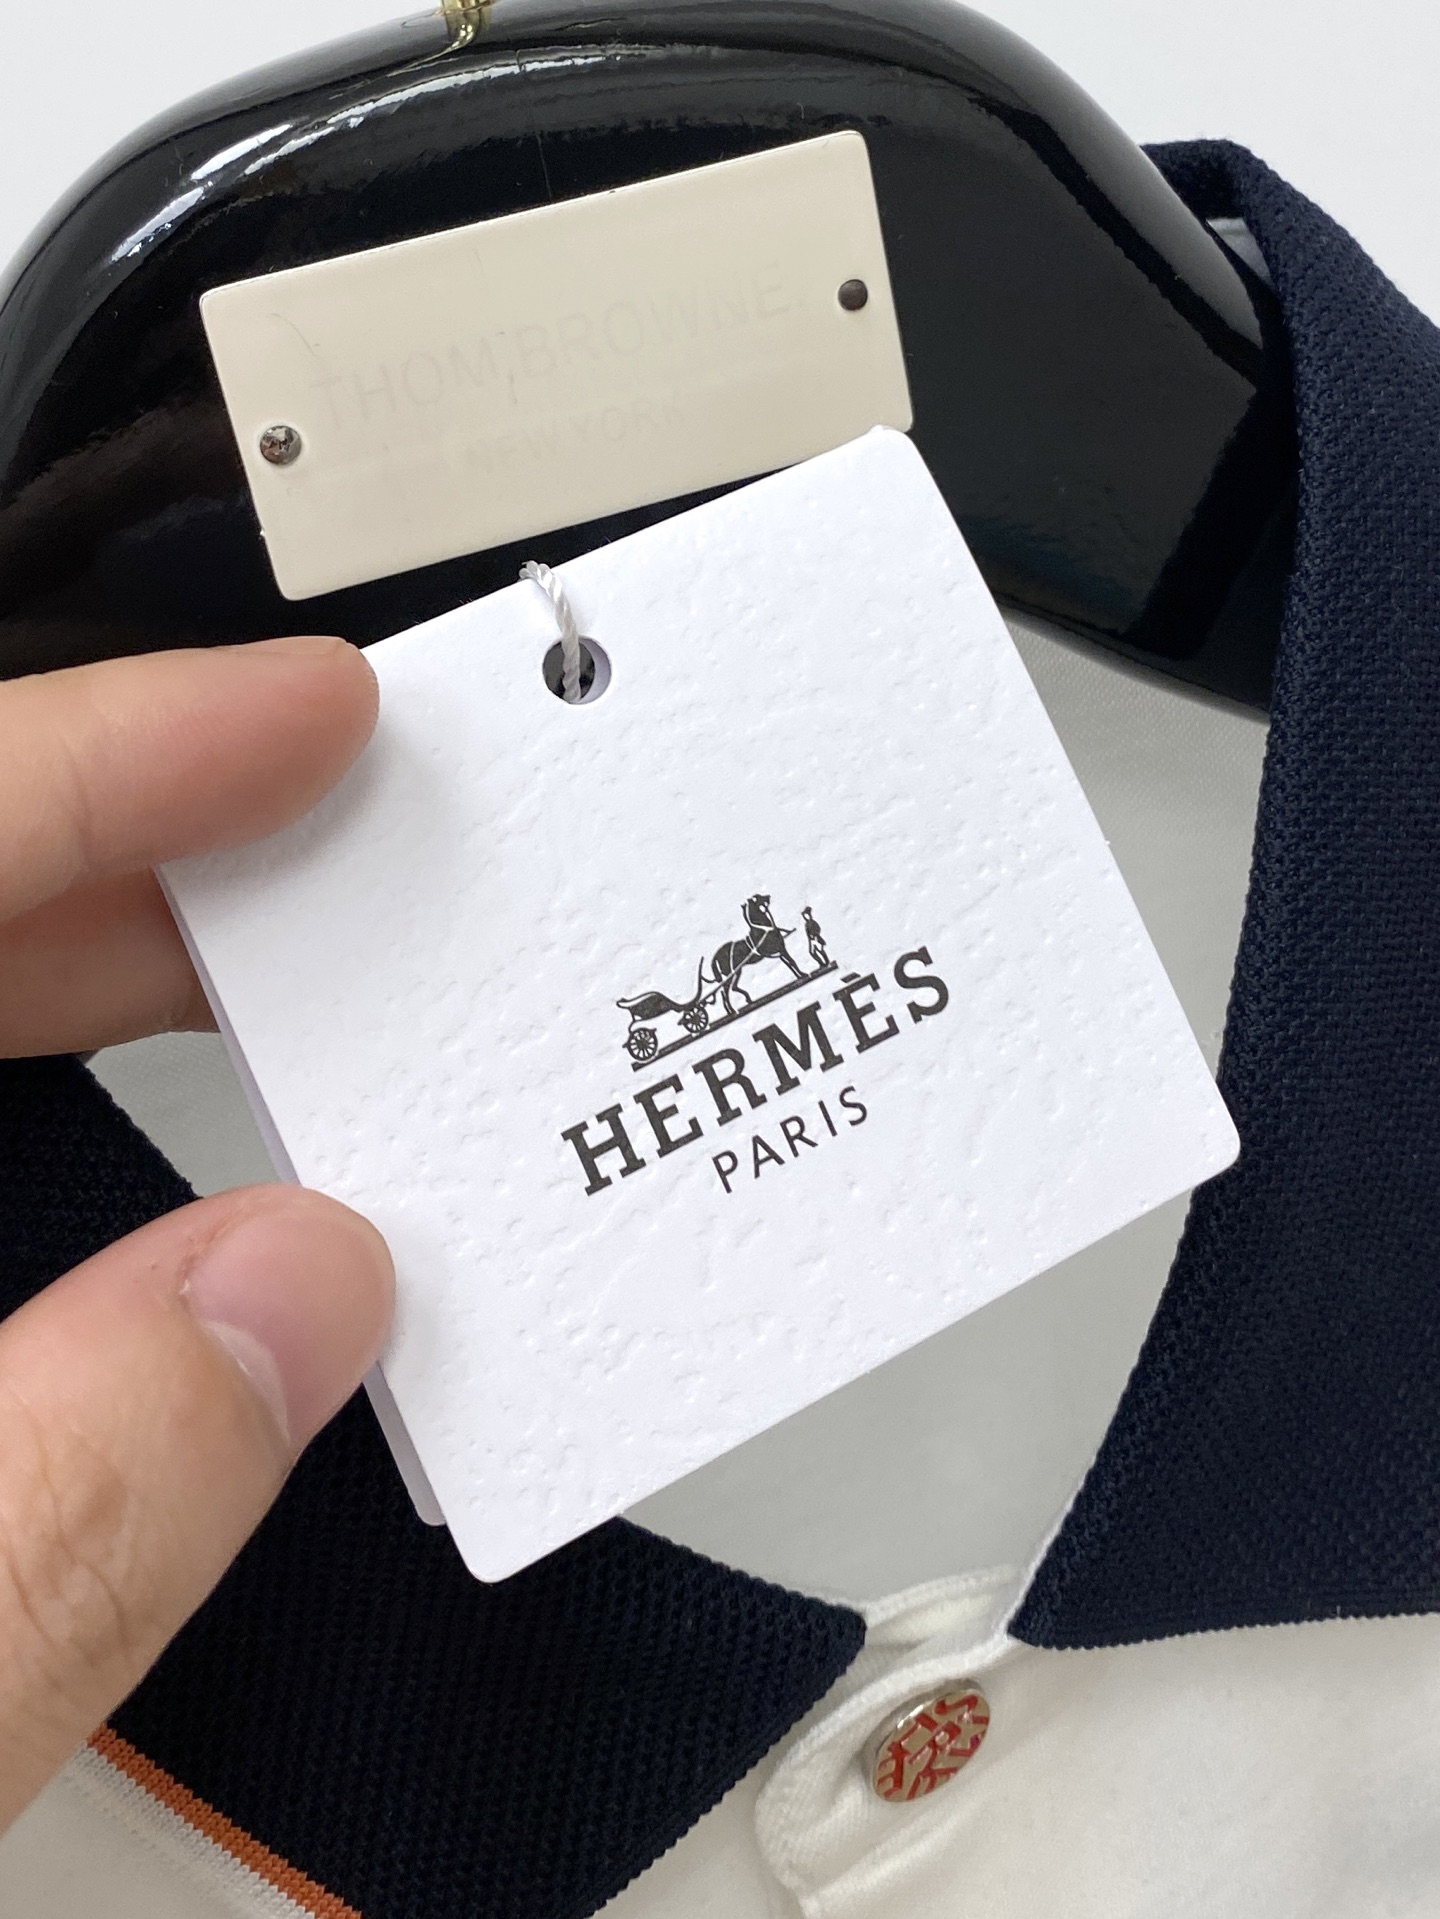 THOM BROWNE.
NEW YORK
HERMÈS
PARIS